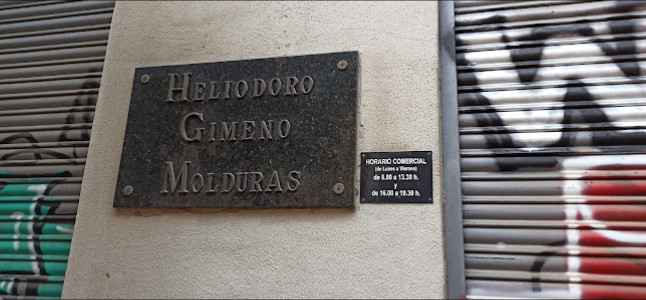 HELIODORO
GIMENO
MOLDURAS
HORARIO COMERCIAL
(de Lunes a Viernes)
de 9.00 a 13.30 h.
y
de 16.00 a 19.30 h.